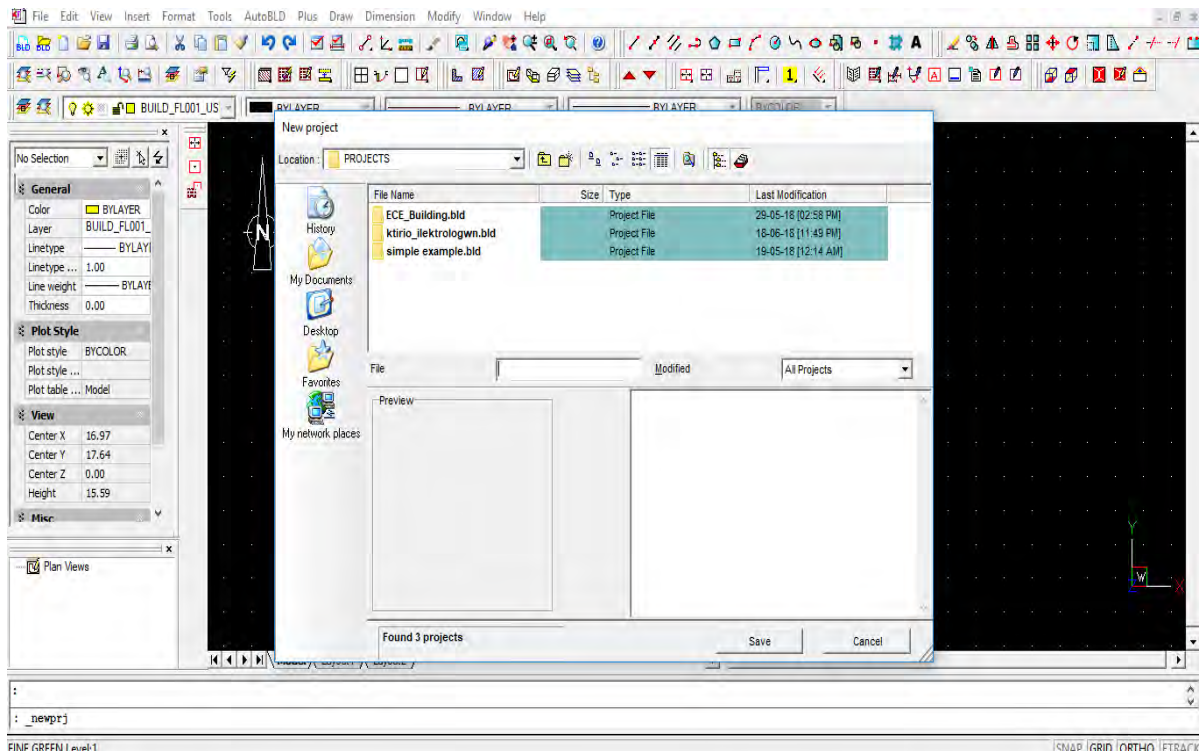 File Edit View Insert Format Tools AutoBLD Plus Draw Dimension Modify Window Help
BLD BLD
A
1,
A
BUILD_FL001_US BYLAYER BYLAYER BYLAYER BYCOLOR
New project
No Selection
Location : PROJECTS
General
File Name Size Type Last Modification
Color BYLAYER
ECE_Building.bld Project File 29-05-18 [02:58 PM]
Layer BUILD_FL001_
History
ktirio_ilektrologwn.bld Project File 18-06-18 [11:49 PM]
N
Linetype BYLAYI
simple example.bld Project File 19-05-18 [12:14 AM]
Linetype ... 1.00
My Documents
Line weight BYLAYE
Thickness 0.00
Desktop
Plot Style
Plot style BYCOLOR
Plot style ...
File Modified All Projects
Favorites
Plot table ... Model
Preview
View
My network places
Center X 16.97
Center Y 17.64
Center Z 0.00
Height 15.59
Misc
Y
Plan Views
W
X
Found 3 projects
Save Cancel
Model Layout1 Layout2
:
: _newprj
FINE GREEN Level:1 SNAP GRID ORTHO ETRACK